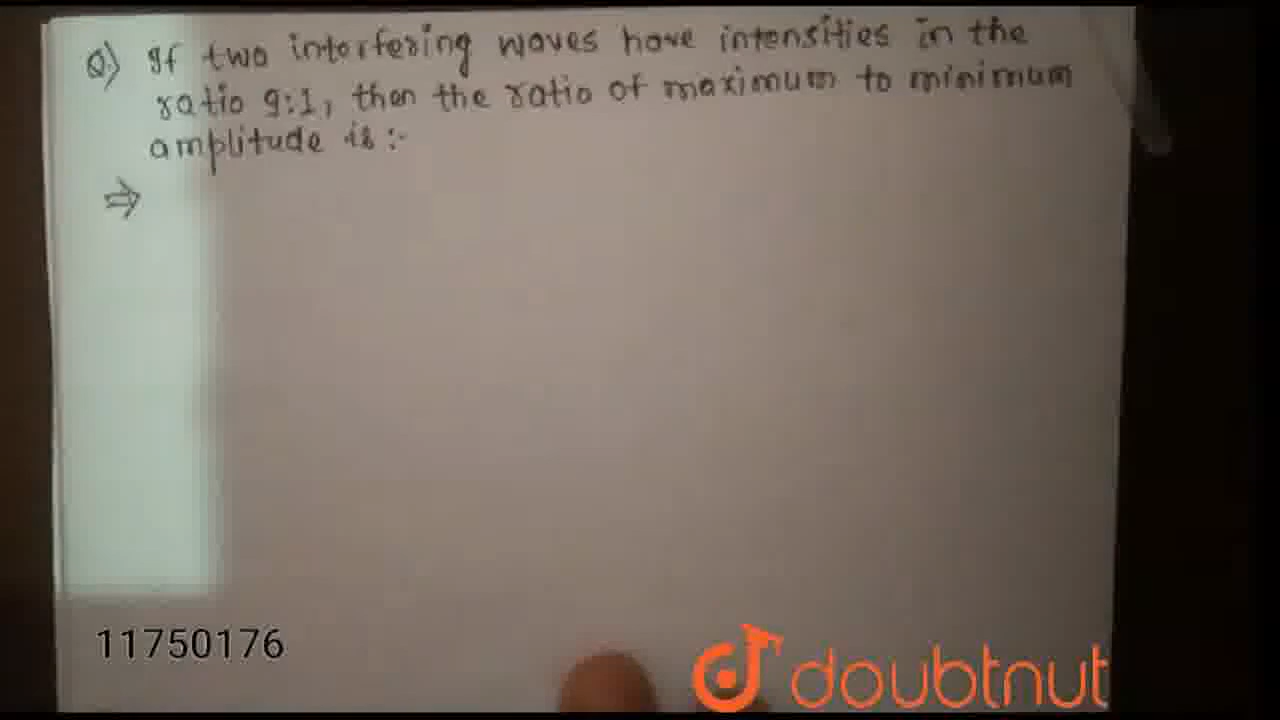 Q.) If two interfering waves have intensities in the
ratio 9:1, then the ratio of maximum to minimum
amplitude is :-
⇒
11750176
doubtnut